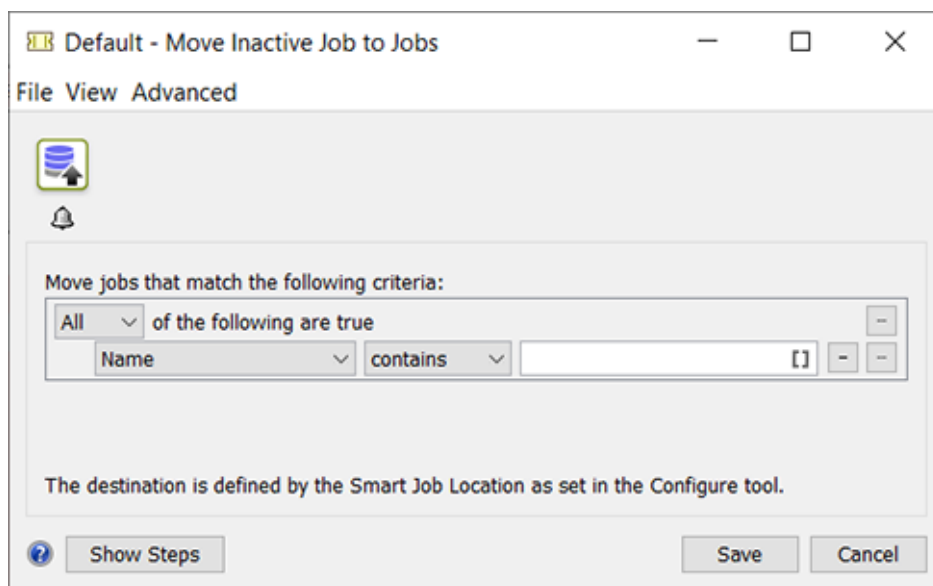 Default - Move Inactive Job to Jobs
File View Advanced
Move jobs that match the following criteria:
All of the following are true
Name contains []
The destination is defined by the Smart Job Location as set in the Configure tool.
? Show Steps Save Cancel